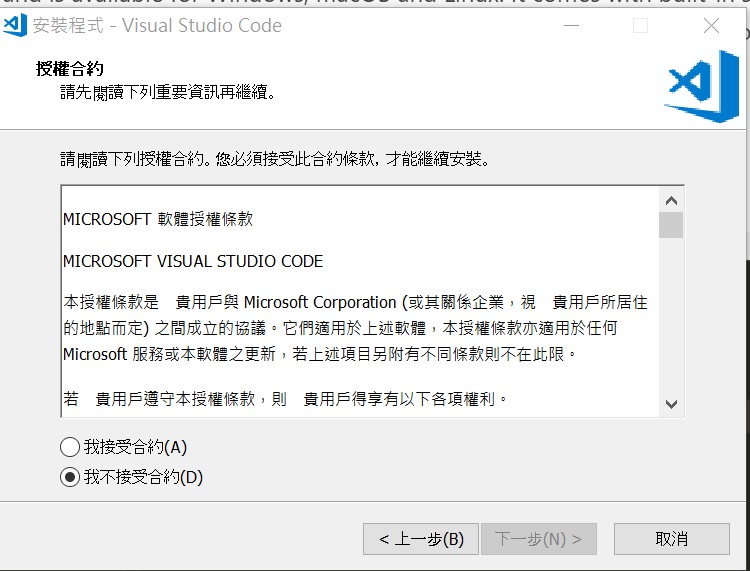 安裝程式 - Visual Studio Code
授權合約
請先閱讀下列重要資訊再繼續。
請閱讀下列授權合約。您必須接受此合約條款，才能繼續安裝。
MICROSOFT 軟體授權條款
MICROSOFT VISUAL STUDIO CODE
本授權條款是　貴用戶與 Microsoft Corporation (或其關係企業，視　貴用戶所居住
的地點而定) 之間成立的協議。它們適用於上述軟體，本授權條款亦適用於任何
Microsoft 服務或本軟體之更新，若上述項目另附有不同條款則不在此限。
若　貴用戶遵守本授權條款，則　貴用戶得享有以下各項權利。
我接受合約(A)
我不接受合約(D)
< 上一步(B)
下一步(N) >
取消